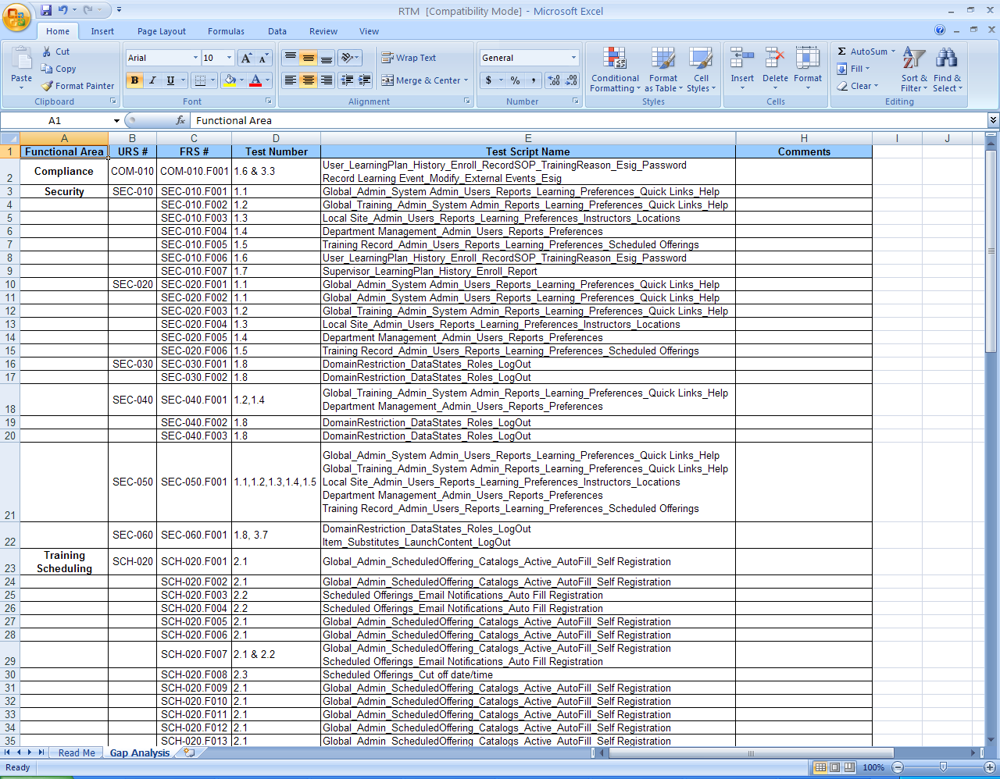 RTM [Compatibility Mode] - Microsoft Excel
Home Insert Page Layout Formulas Data Review View
Paste
Cut
Copy
Format Painter
Clipboard
Arial 10 A A
B I U A
Font
Wrap Text
Merge & Center
Alignment
General
$ % , .00 .00
Number
Conditional Formatting
Format as Table
Cell Styles
Styles
Insert Delete Format
Cells
Σ AutoSum
Fill
Clear
Sort & Filter
Find & Select
Editing
A1 fx Functional Area
A B C D E H I J
1 Functional Area URS # FRS # Test Number Test Script Name Comments
2 Compliance COM-010 COM-010.F001 1.6 & 3.3 User_LearningPlan_History_Enroll_RecordSOP_TrainingReason_Esig_Password
Record Learning Event_Modify_External Events_Esig
3 Security SEC-010 SEC-010.F001 1.1 Global_Admin_System Admin_Users_Reports_Learning_Preferences_Quick Links_Help
4 SEC-010.F002 1.2 Global_Training_Admin_System Admin_Reports_Learning_Preferences_Quick Links_Help
5 SEC-010.F003 1.3 Local Site_Admin_Users_Reports_Learning_Preferences_Instructors_Locations
6 SEC-010.F004 1.4 Department Management_Admin_Users_Reports_Preferences
7 SEC-010.F005 1.5 Training Record_Admin_Users_Reports_Learning_Preferences_Scheduled Offerings
8 SEC-010.F006 1.6 User_LearningPlan_History_Enroll_RecordSOP_TrainingReason_Esig_Password
9 SEC-010.F007 1.7 Supervisor_LearningPlan_History_Enroll_Report
10 SEC-020 SEC-020.F001 1.1 Global_Admin_System Admin_Users_Reports_Learning_Preferences_Quick Links_Help
11 SEC-020.F002 1.1 Global_Admin_System Admin_Users_Reports_Learning_Preferences_Quick Links_Help
12 SEC-020.F003 1.2 Global_Training_Admin_System Admin_Reports_Learning_Preferences_Quick Links_Help
13 SEC-020.F004 1.3 Local Site_Admin_Users_Reports_Learning_Preferences_Instructors_Locations
14 SEC-020.F005 1.4 Department Management_Admin_Users_Reports_Preferences
15 SEC-020.F006 1.5 Training Record_Admin_Users_Reports_Learning_Preferences_Scheduled Offerings
16 SEC-030 SEC-030.F001 1.8 DomainRestriction_DataStates_Roles_LogOut
17 SEC-030.F002 1.8 DomainRestriction_DataStates_Roles_LogOut
18 SEC-040 SEC-040.F001 1.2,1.4 Global_Training_Admin_System Admin_Reports_Learning_Preferences_Quick Links_Help
Department Management_Admin_Users_Reports_Preferences
19 SEC-040.F002 1.8 DomainRestriction_DataStates_Roles_LogOut
20 SEC-040.F003 1.8 DomainRestriction_DataStates_Roles_LogOut
21 SEC-050 SEC-050.F001 1.1,1.2,1.3,1.4,1.5 Global_Admin_System Admin_Users_Reports_Learning_Preferences_Quick Links_Help
Global_Training_Admin_System Admin_Reports_Learning_Preferences_Quick Links_Help
Local Site_Admin_Users_Reports_Learning_Preferences_Instructors_Locations
Department Management_Admin_Users_Reports_Preferences
Training Record_Admin_Users_Reports_Learning_Preferences_Scheduled Offerings
22 SEC-060 SEC-060.F001 1.8, 3.7 DomainRestriction_DataStates_Roles_LogOut
Item_Substitutes_LaunchContent_LogOut
23 Training Scheduling SCH-020 SCH-020.F001 2.1 Global_Admin_ScheduledOffering_Catalogs_Active_AutoFill_Self Registration
24 SCH-020.F002 2.1 Global_Admin_ScheduledOffering_Catalogs_Active_AutoFill_Self Registration
25 SCH-020.F003 2.2 Scheduled Offerings_Email Notifications_Auto Fill Registration
26 SCH-020.F004 2.2 Scheduled Offerings_Email Notifications_Auto Fill Registration
27 SCH-020.F005 2.1 Global_Admin_ScheduledOffering_Catalogs_Active_AutoFill_Self Registration
28 SCH-020.F006 2.1 Global_Admin_ScheduledOffering_Catalogs_Active_AutoFill_Self Registration
29 SCH-020.F007 2.1 & 2.2 Global_Admin_ScheduledOffering_Catalogs_Active_AutoFill_Self Registration
Scheduled Offerings_Email Notifications_Auto Fill Registration
30 SCH-020.F008 2.3 Scheduled Offerings_Cut off date/time
31 SCH-020.F009 2.1 Global_Admin_ScheduledOffering_Catalogs_Active_AutoFill_Self Registration
32 SCH-020.F010 2.1 Global_Admin_ScheduledOffering_Catalogs_Active_AutoFill_Self Registration
33 SCH-020.F011 2.1 Global_Admin_ScheduledOffering_Catalogs_Active_AutoFill_Self Registration
34 SCH-020.F012 2.1 Global_Admin_ScheduledOffering_Catalogs_Active_AutoFill_Self Registration
35 SCH-020.F013 2.1 Global_Admin_ScheduledOffering_Catalogs_Active_AutoFill_Self Registration
Read Me Gap Analysis
Ready 100%